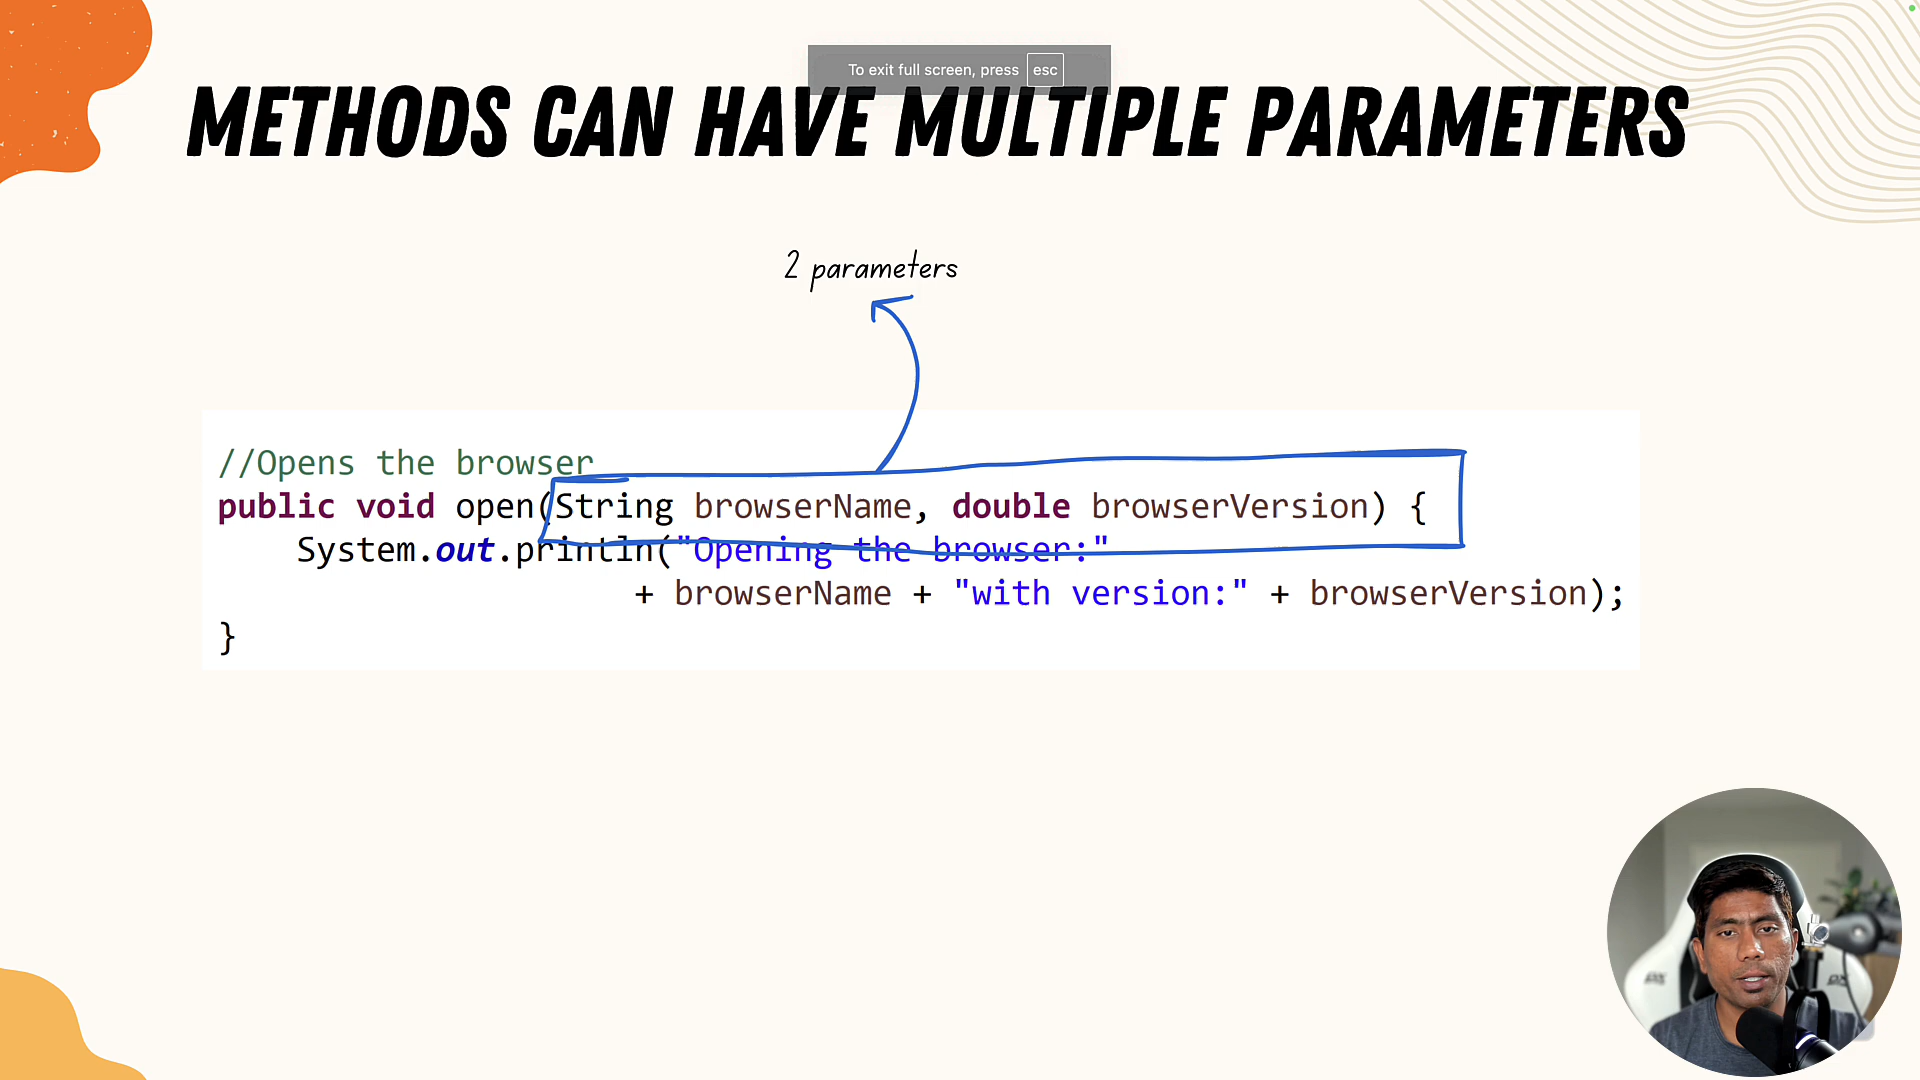 To exit full screen, press esc
METHODS CAN HAVE MULTIPLE PARAMETERS
2 parameters
//Opens the browser
public void open(String browserName, double browserVersion) {
System.out.println("Opening the browser:"
+ browserName + "with version:" + browserVersion);
}